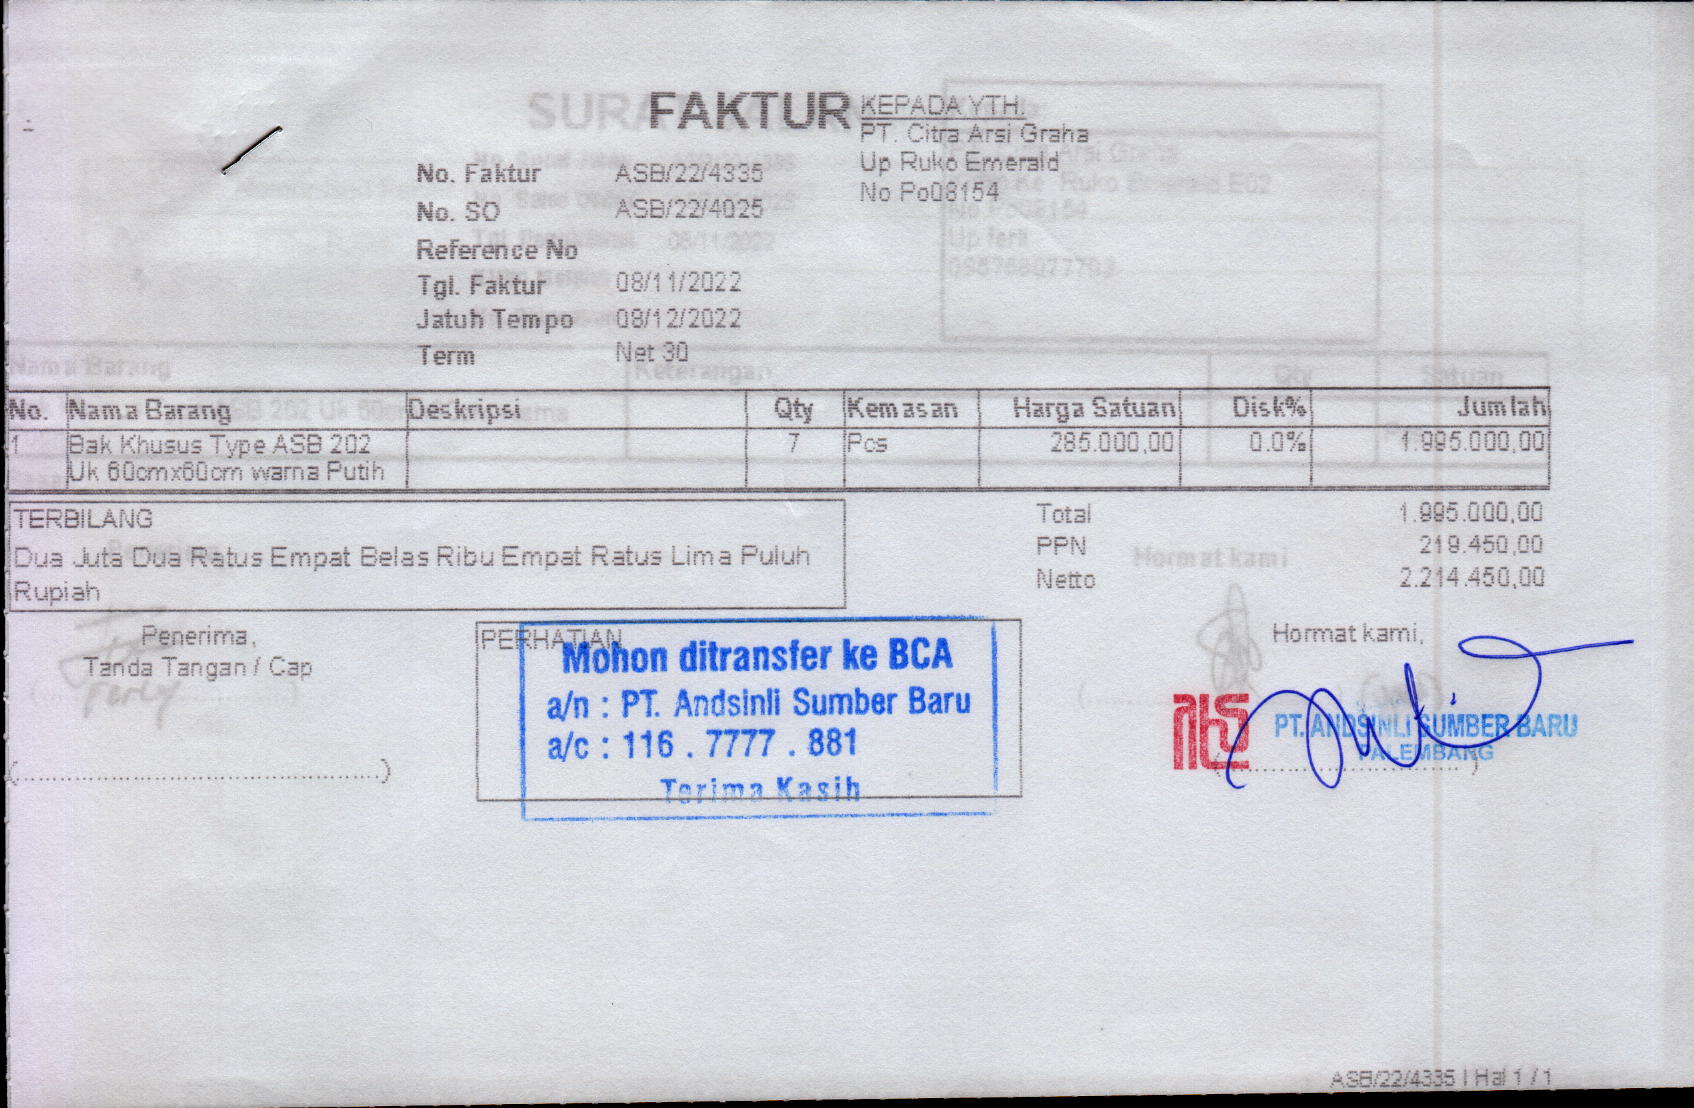 FAKTUR
KEPADA YTH.
PT. Citra Arsi Graha
Up Ruko Emerald
No Po08154
No. Faktur ASB/22/4335
No. SO ASB/22/4025
Reference No
Tgl. Faktur 08/11/2022
Jatuh Tempo 08/12/2022
Term Net 30
No. Nama Barang Deskripsi Qty Kemasan Harga Satuan Disk% Jumlah
1 Bak Khusus Type ASB 202 7 Pcs 285.000,00 0.0% 1.995.000,00
Uk 60cmx60cm warna Putih
TERBILANG
Dua Juta Dua Ratus Empat Belas Ribu Empat Ratus Lima Puluh
Rupiah
Total 1.995.000,00
PPN 219.450,00
Netto 2.214.450,00
Penerima,
Tanda Tangan / Cap
(................................................)
PERHATIAN
Mohon ditransfer ke BCA
a/n : PT. Andsinli Sumber Baru
a/c : 116 . 7777 . 881
Terima Kasih
Hormat kami,
PT. ANDSINLI SUMBER BARU
PALEMBANG
ASB/22/4335 | Hal 1 / 1